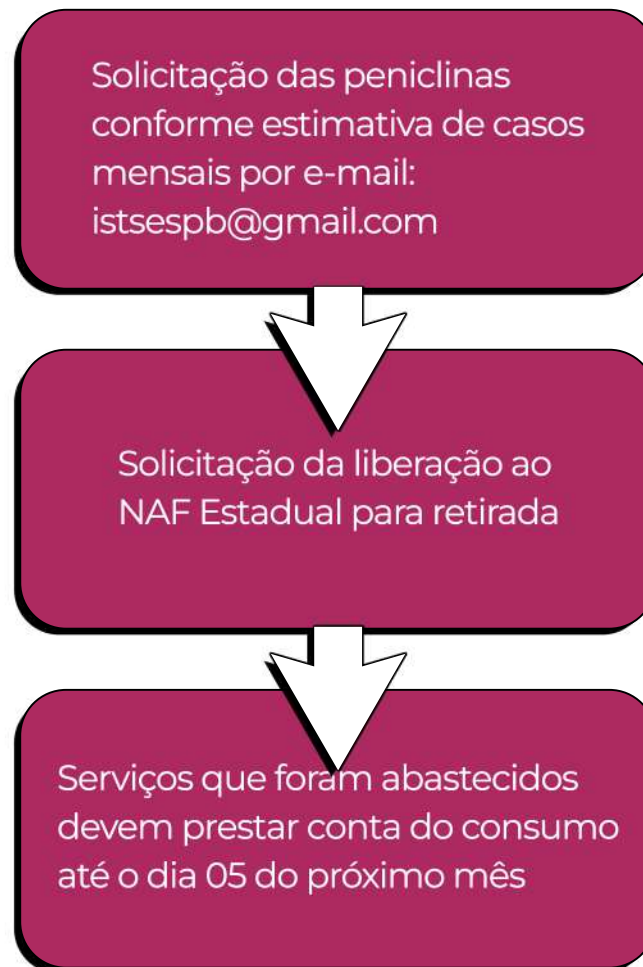 Solicitação das peniclinas
conforme estimativa de casos
mensais por e-mail:
istsespb@gmail.com
Solicitação da liberação ao
NAF Estadual para retirada
Serviços que foram abastecidos
devem prestar conta do consumo
até o dia 05 do próximo mês